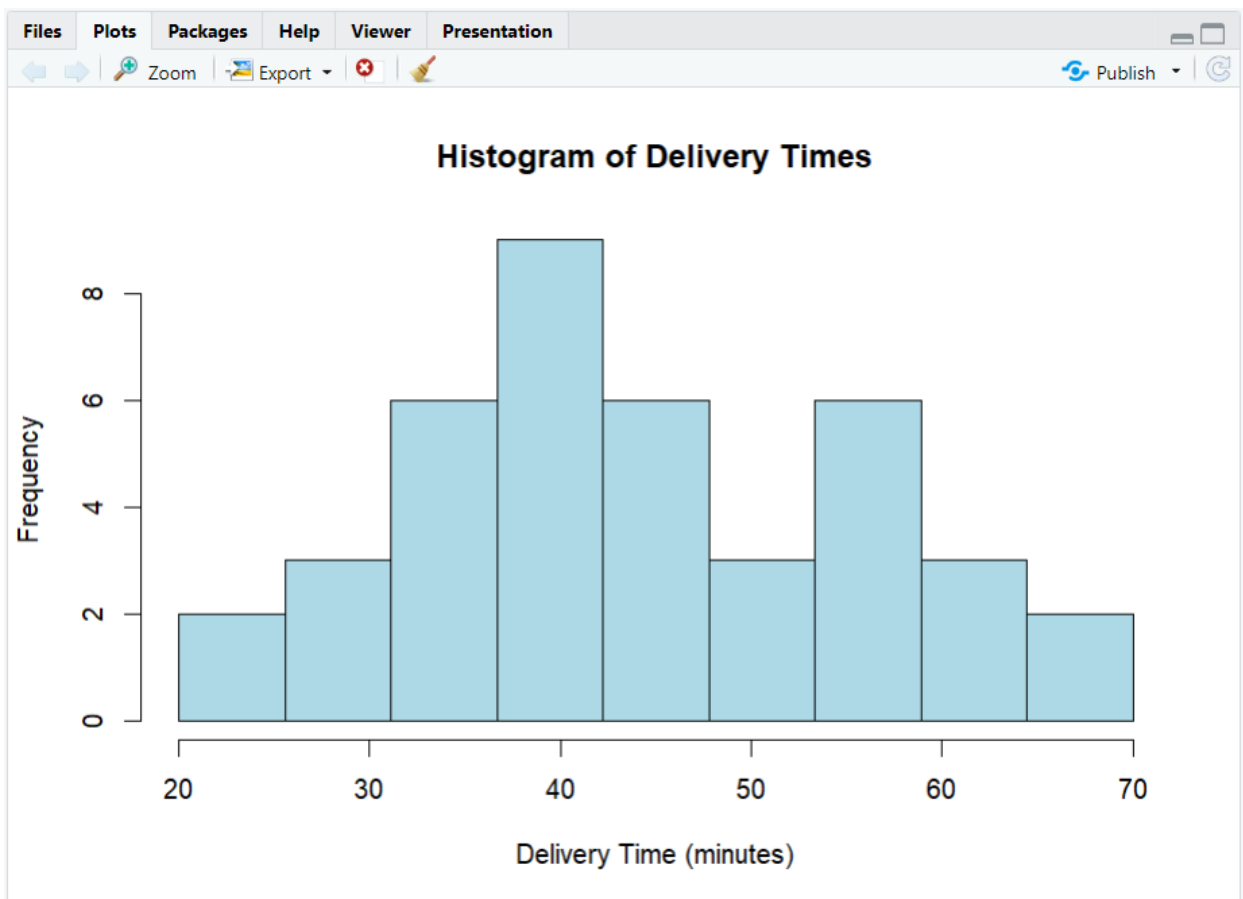 Files Plots Packages Help Viewer Presentation
Zoom Export Publish
Histogram of Delivery Times
8
6
4
2
0
Frequency
20 30 40 50 60 70
Delivery Time (minutes)